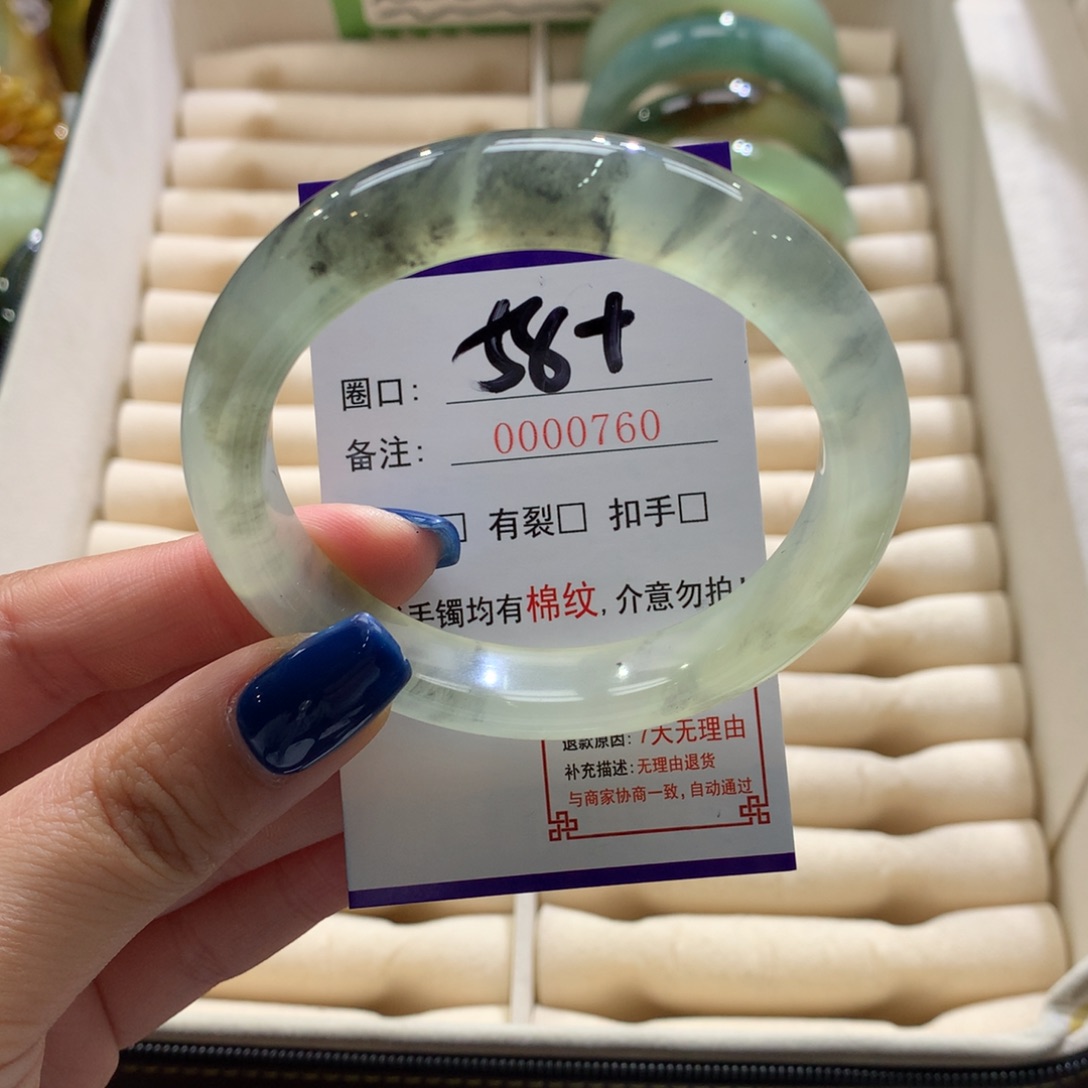 58+
圈口:
备注: 0000760
□ 有裂□ 扣手□
手镯均有棉纹, 介意勿拍!
退款原因: 7天无理由
补充描述: 无理由退货
与商家协商一致, 自动通过